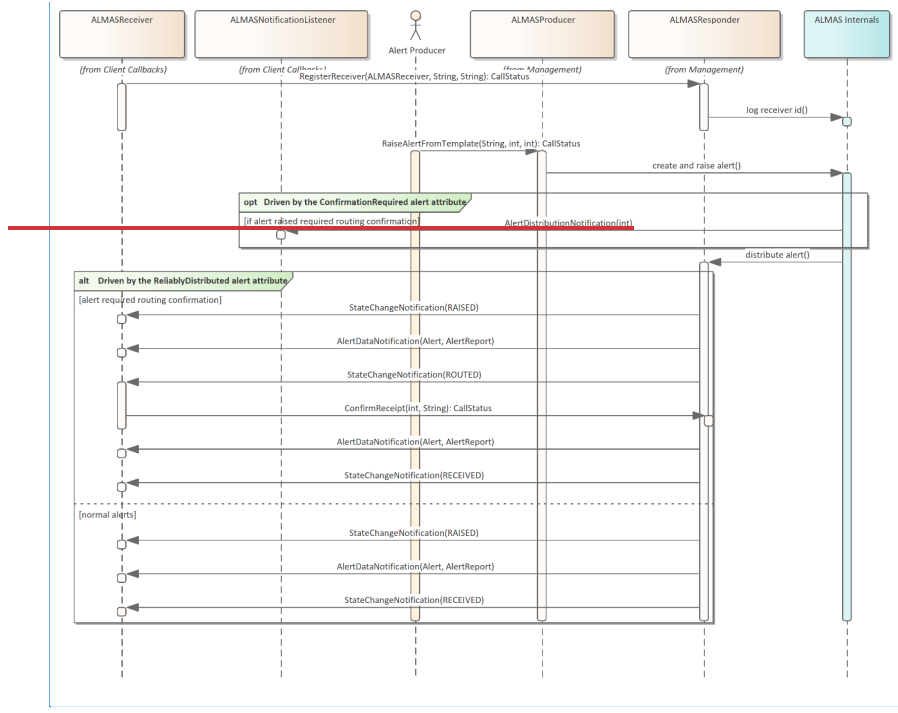 ALMASReceiver
ALMASNotificationListener
ALMASProducer
ALMASResponder
ALMAS Internals
Alert Producer
(from Client Callbacks)
(from Client Callbacks)
(from Management)
(from Management)
RegisterReceiver(ALMASReceiver, String, String): CallStatus
log receiver id()
RaiseAlertFromTemplate(String, int, int): CallStatus
create and raise alert()
opt Driven by the ConfirmationRequired alert attribute
[if alert raised required routing confirmation]
AlertDistributionNotification(int)
distribute alert()
alt Driven by the ReliablyDistributed alert attribute
[alert required routing confirmation]
StateChangeNotification(RAISED)
AlertDataNotification(Alert, AlertReport)
StateChangeNotification(ROUTED)
ConfirmReceipt(int, String): CallStatus
AlertDataNotification(Alert, AlertReport)
StateChangeNotification(RECEIVED)
[normal alerts]
StateChangeNotification(RAISED)
AlertDataNotification(Alert, AlertReport)
StateChangeNotification(RECEIVED)